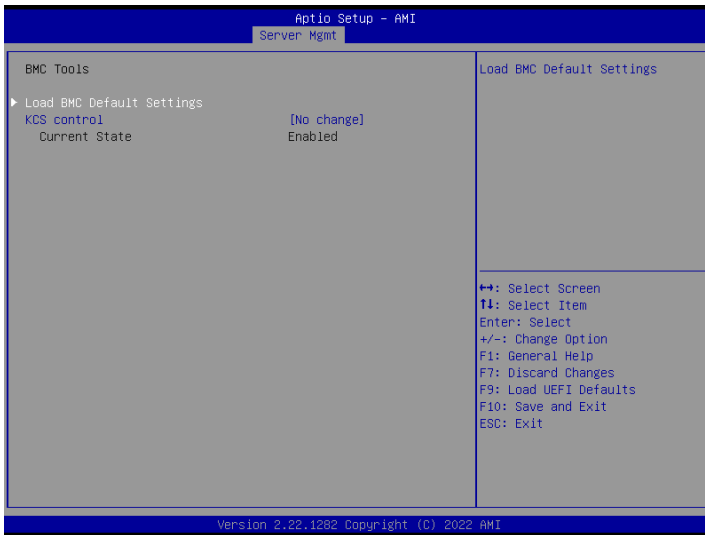 Aptio Setup – AMI
Server Mgmt
BMC Tools
Load BMC Default Settings
KCS control [No change]
Current State Enabled
Load BMC Default Settings
↔: Select Screen
↑↓: Select Item
Enter: Select
+/-: Change Option
F1: General Help
F7: Discard Changes
F9: Load UEFI Defaults
F10: Save and Exit
ESC: Exit
Version 2.22.1282 Copyright (C) 2022 AMI